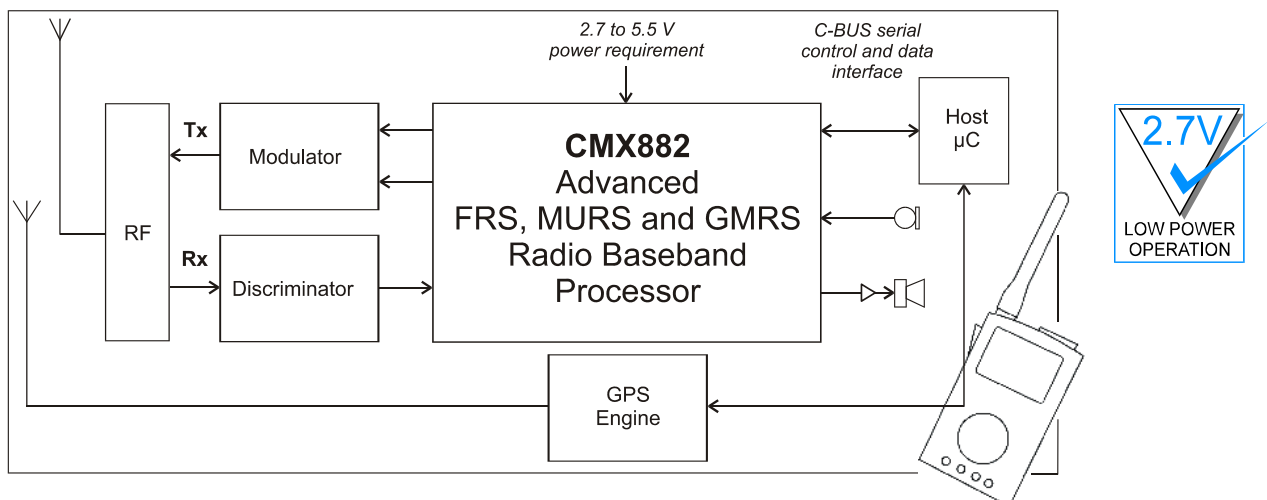 2.7 to 5.5 V
power requirement
C-BUS serial
control and data
interface
Tx
Modulator
CMX882
Advanced
FRS, MURS and GMRS
Radio Baseband
Processor
Host
µC
RF
Rx
Discriminator
GPS
Engine
2.7V
LOW POWER
OPERATION